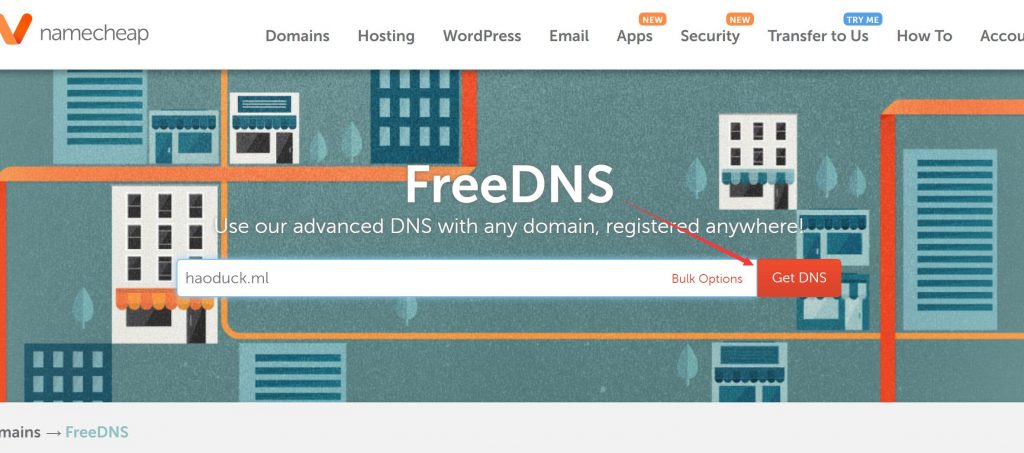 NEW NEW TRY ME
namecheap Domains Hosting WordPress Email Apps Security Transfer to Us How To Accou
FreeDNS
Use our advanced DNS with any domain, registered anywhere!
haoduck.ml Bulk Options Get DNS
mains → FreeDNS